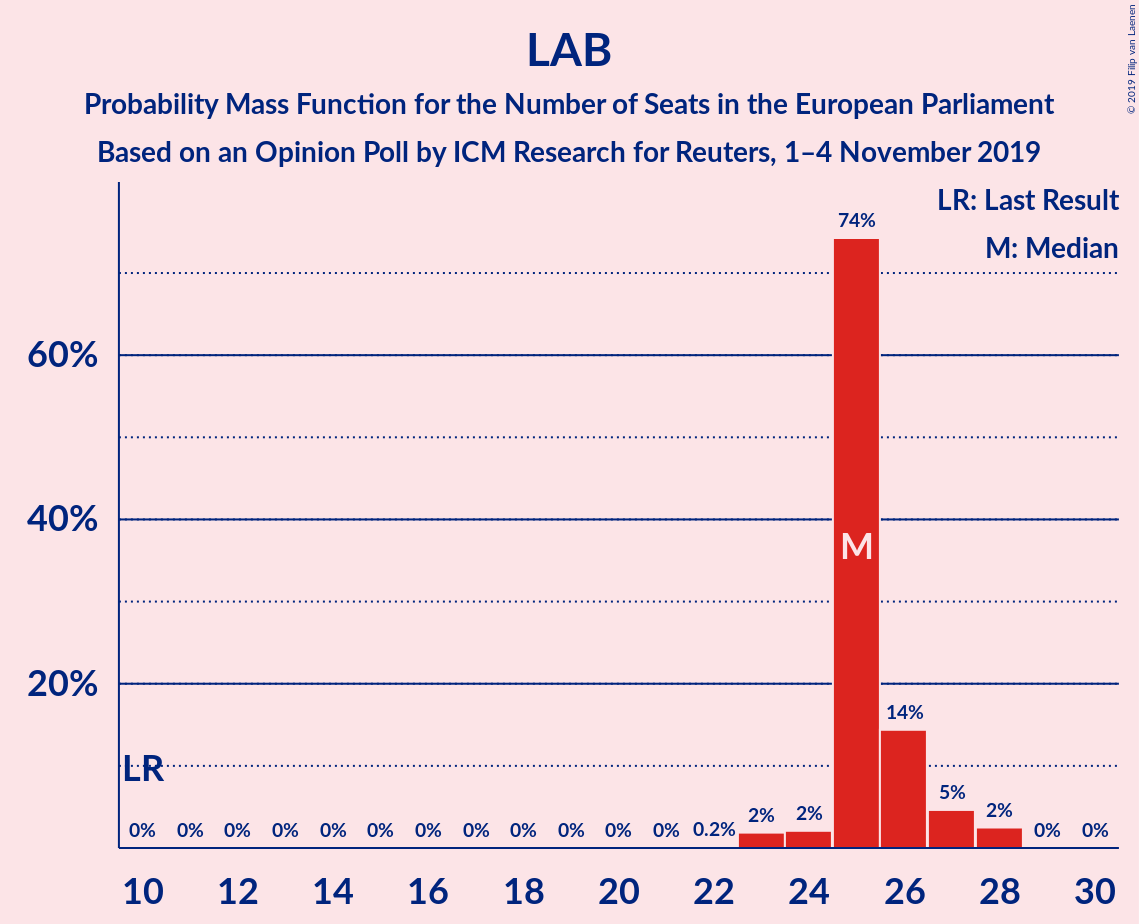 © 2019 Filip van Laenen
LAB
Probability Mass Function for the Number of Seats in the European Parliament
Based on an Opinion Poll by ICM Research for Reuters, 1–4 November 2019
LR: Last Result
M: Median
74%
60%
40%
M
20%
14%
LR
5%
0% 0% 0% 0% 0% 0% 0% 0% 0% 0% 0% 0% 0.2% 2% 2% 2% 0% 0%
10 12 14 16 18 20 22 24 26 28 30